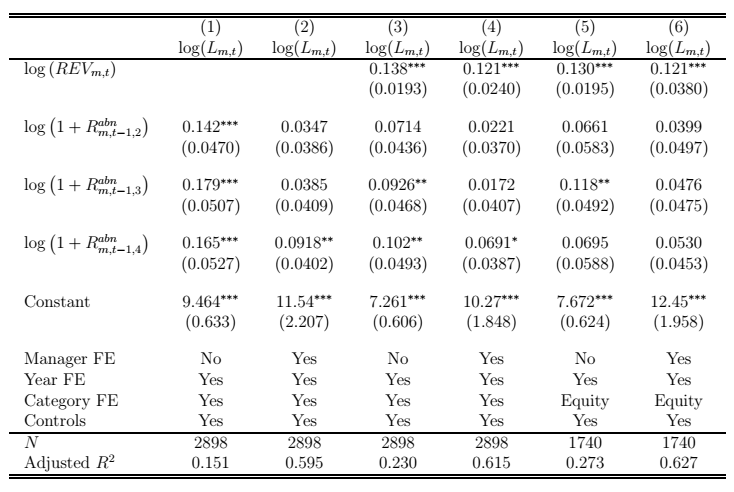 (1) (2) (3) (4) (5) (6)
log(L_{m,t}) log(L_{m,t}) log(L_{m,t}) log(L_{m,t}) log(L_{m,t}) log(L_{m,t})
log (REV_{m,t}) 0.138*** 0.121*** 0.130*** 0.121***
(0.0193) (0.0240) (0.0195) (0.0380)
log (1 + R^{abn}_{m,t−1,2}) 0.142*** 0.0347 0.0714 0.0221 0.0661 0.0399
(0.0470) (0.0386) (0.0436) (0.0370) (0.0583) (0.0497)
log (1 + R^{abn}_{m,t−1,3}) 0.179*** 0.0385 0.0926** 0.0172 0.118** 0.0476
(0.0507) (0.0409) (0.0468) (0.0407) (0.0492) (0.0475)
log (1 + R^{abn}_{m,t−1,4}) 0.165*** 0.0918** 0.102** 0.0691* 0.0695 0.0530
(0.0527) (0.0402) (0.0493) (0.0387) (0.0588) (0.0453)
Constant 9.464*** 11.54*** 7.261*** 10.27*** 7.672*** 12.45***
(0.633) (2.207) (0.606) (1.848) (0.624) (1.958)
Manager FE No Yes No Yes No Yes
Year FE Yes Yes Yes Yes Yes Yes
Category FE Yes Yes Yes Yes Equity Equity
Controls Yes Yes Yes Yes Yes Yes
N 2898 2898 2898 2898 1740 1740
Adjusted R² 0.151 0.595 0.230 0.615 0.273 0.627